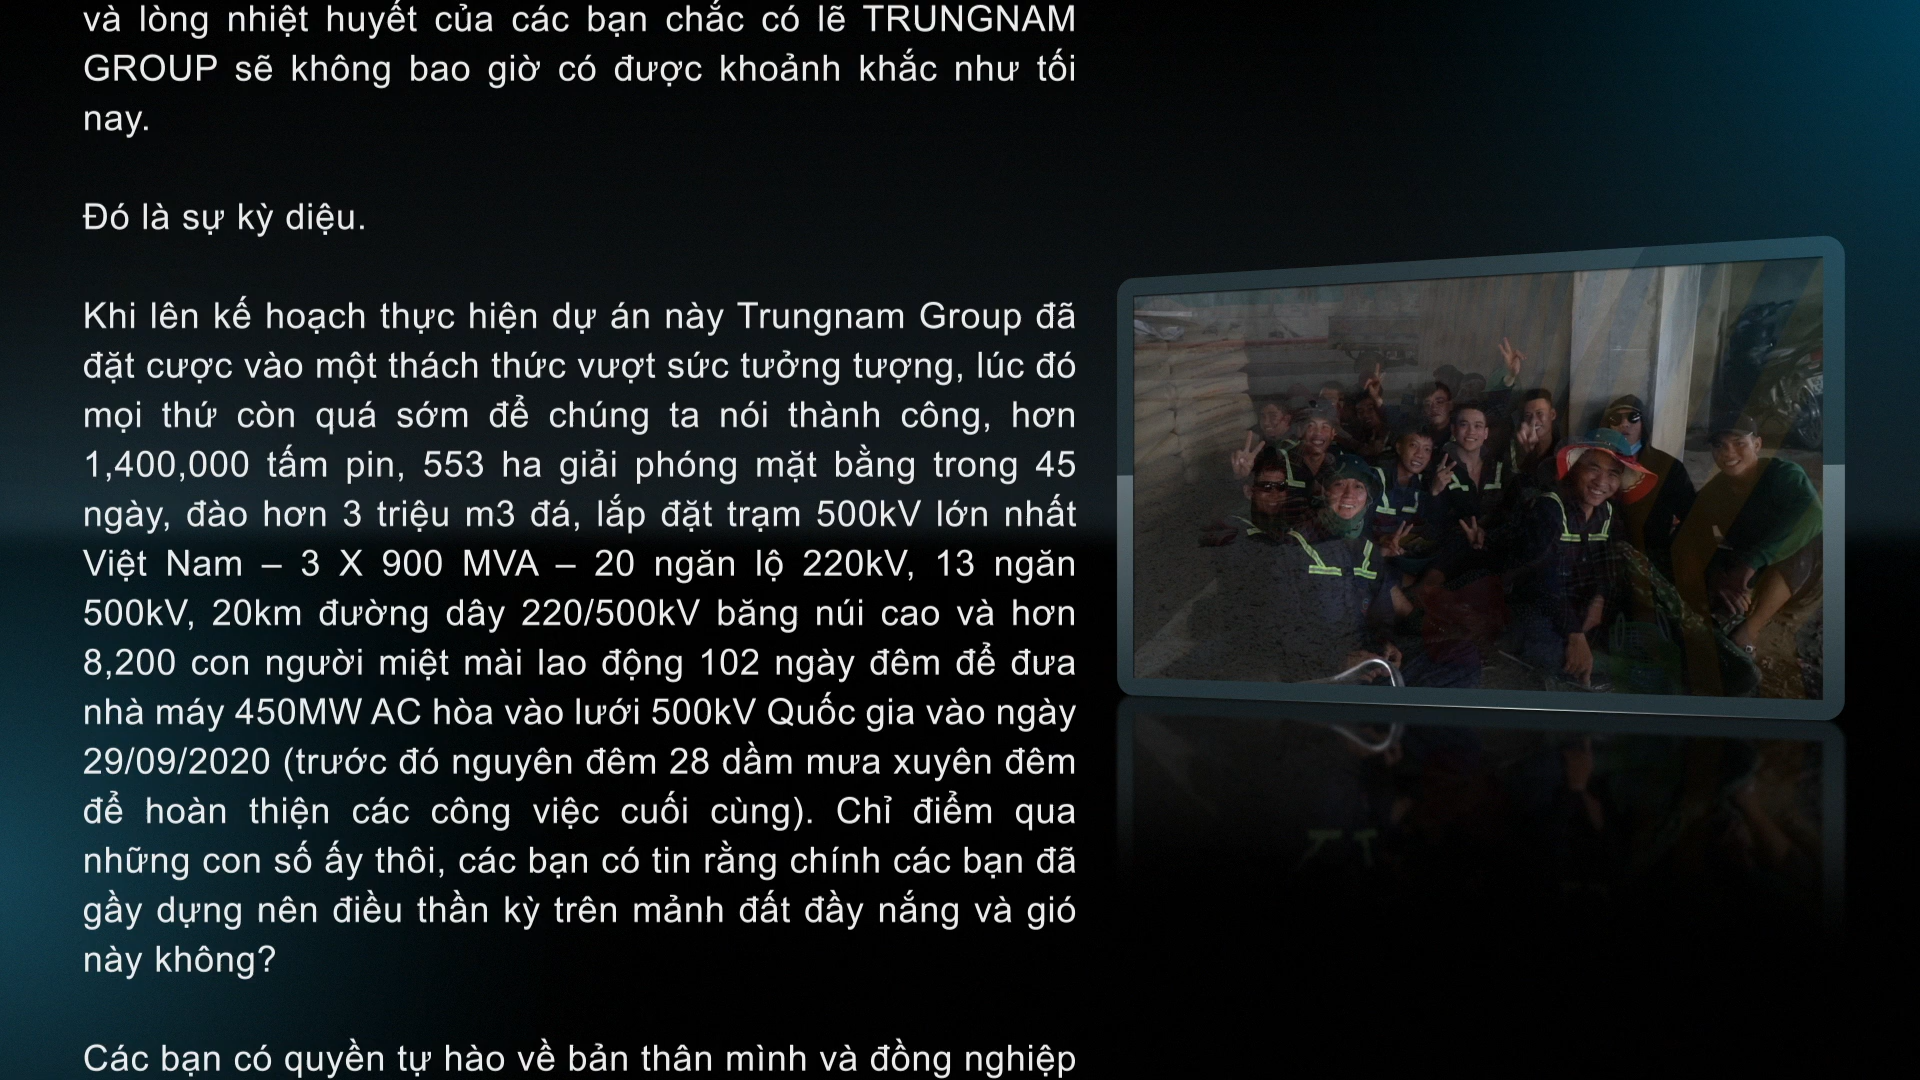 và lòng nhiệt huyết của các bạn chắc có lẽ TRUNGNAM
GROUP sẽ không bao giờ có được khoảnh khắc như tối
nay.
Đó là sự kỳ diệu.
Khi lên kế hoạch thực hiện dự án này Trungnam Group đã
đặt cược vào một thách thức vượt sức tưởng tượng, lúc đó
mọi thứ còn quá sớm để chúng ta nói thành công, hơn
1,400,000 tấm pin, 553 ha giải phóng mặt bằng trong 45
ngày, đào hơn 3 triệu m3 đá, lắp đặt trạm 500kV lớn nhất
Việt Nam – 3 X 900 MVA – 20 ngăn lộ 220kV, 13 ngăn
500kV, 20km đường dây 220/500kV băng núi cao và hơn
8,200 con người miệt mài lao động 102 ngày đêm để đưa
nhà máy 450MW AC hòa vào lưới 500kV Quốc gia vào ngày
29/09/2020 (trước đó nguyên đêm 28 dầm mưa xuyên đêm
để hoàn thiện các công việc cuối cùng). Chỉ điểm qua
những con số ấy thôi, các bạn có tin rằng chính các bạn đã
gầy dựng nên điều thần kỳ trên mảnh đất đầy nắng và gió
này không?
Các bạn có quyền tự hào về bản thân mình và đồng nghiệp